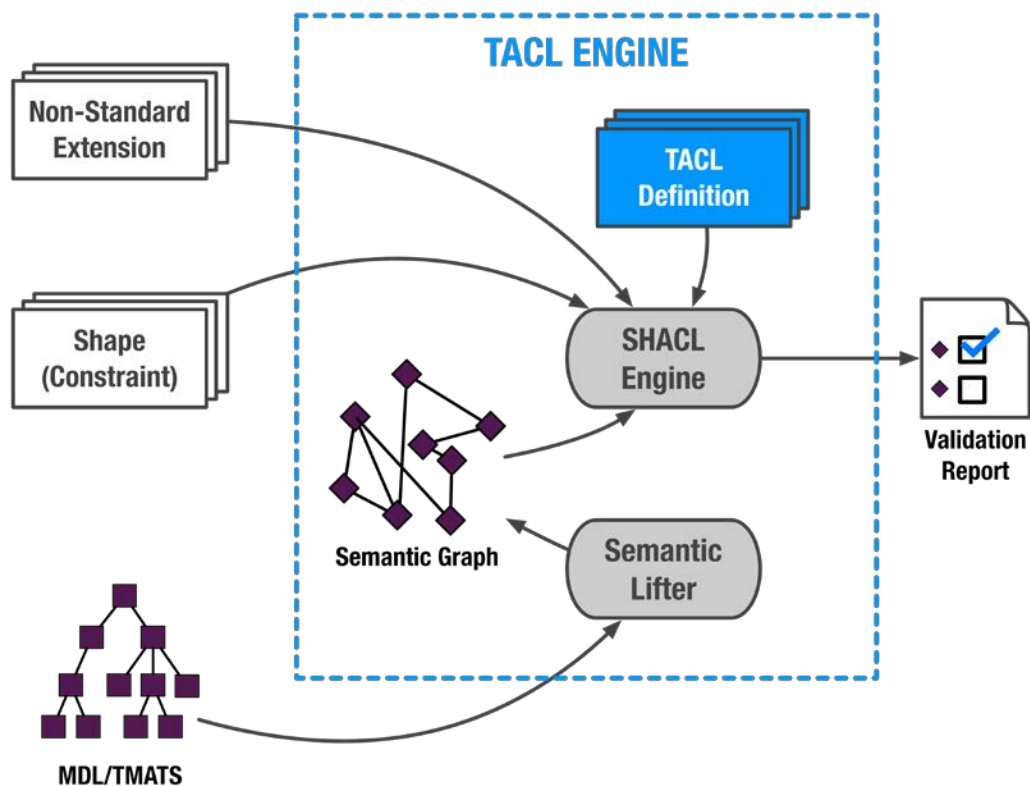 TACL ENGINE
Non-Standard
Extension
TACL
Definition
Shape
(Constraint)
SHACL
Engine
Validation
Report
Semantic Graph
Semantic
Lifter
MDL/TMATS